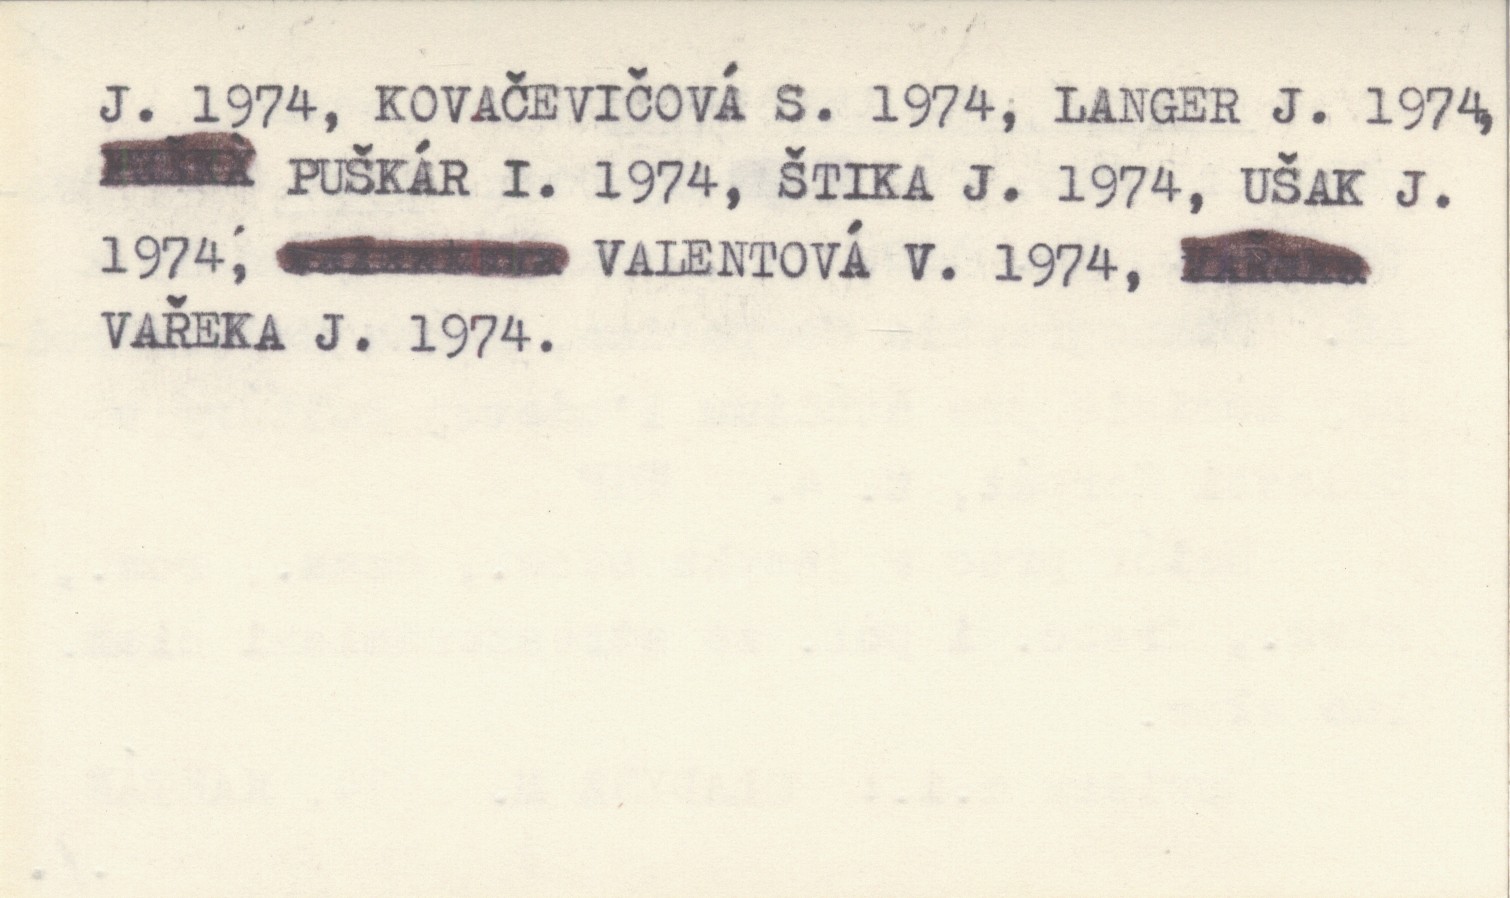 J. 1974, KOVAČEVIČOVÁ S. 1974, LANGER J. 1974,
PUŠKÁR I. 1974, ŠTIKA J. 1974, UŠAK J.
1974, VALENTOVÁ V. 1974,
VAŘEKA J. 1974.